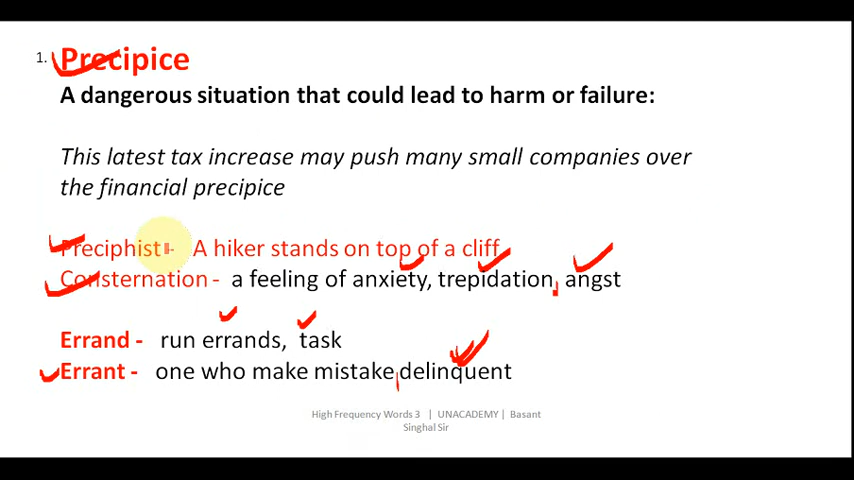 1. Precipice
A dangerous situation that could lead to harm or failure:
This latest tax increase may push many small companies over
the financial precipice
Preciphist - A hiker stands on top of a cliff
Consternation - a feeling of anxiety, trepidation, angst
Errand - run errands, task
Errant - one who make mistake,delinquent
High Frequency Words 3 | UNACADEMY | Basant
Singhal Sir